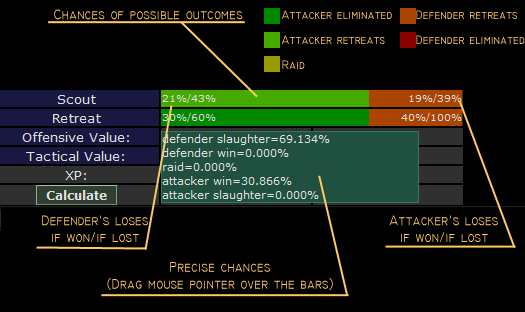 Chances of possible outcomes
Attacker eliminated
Defender retreats
Attacker retreats
Defender eliminated
Raid
Scout 21%/43% 19%/39%
Retreat 30%/60% 40%/100%
Offensive Value: defender slaughter=69.134%
Tactical Value: defender win=0.000%
raid=0.000%
XP: attacker win=30.866%
Calculate attacker slaughter=0.000%
Defender's loses
if won/if lost
Attacker's loses
if won/if lost
Precise chances
(Drag mouse pointer over the bars)